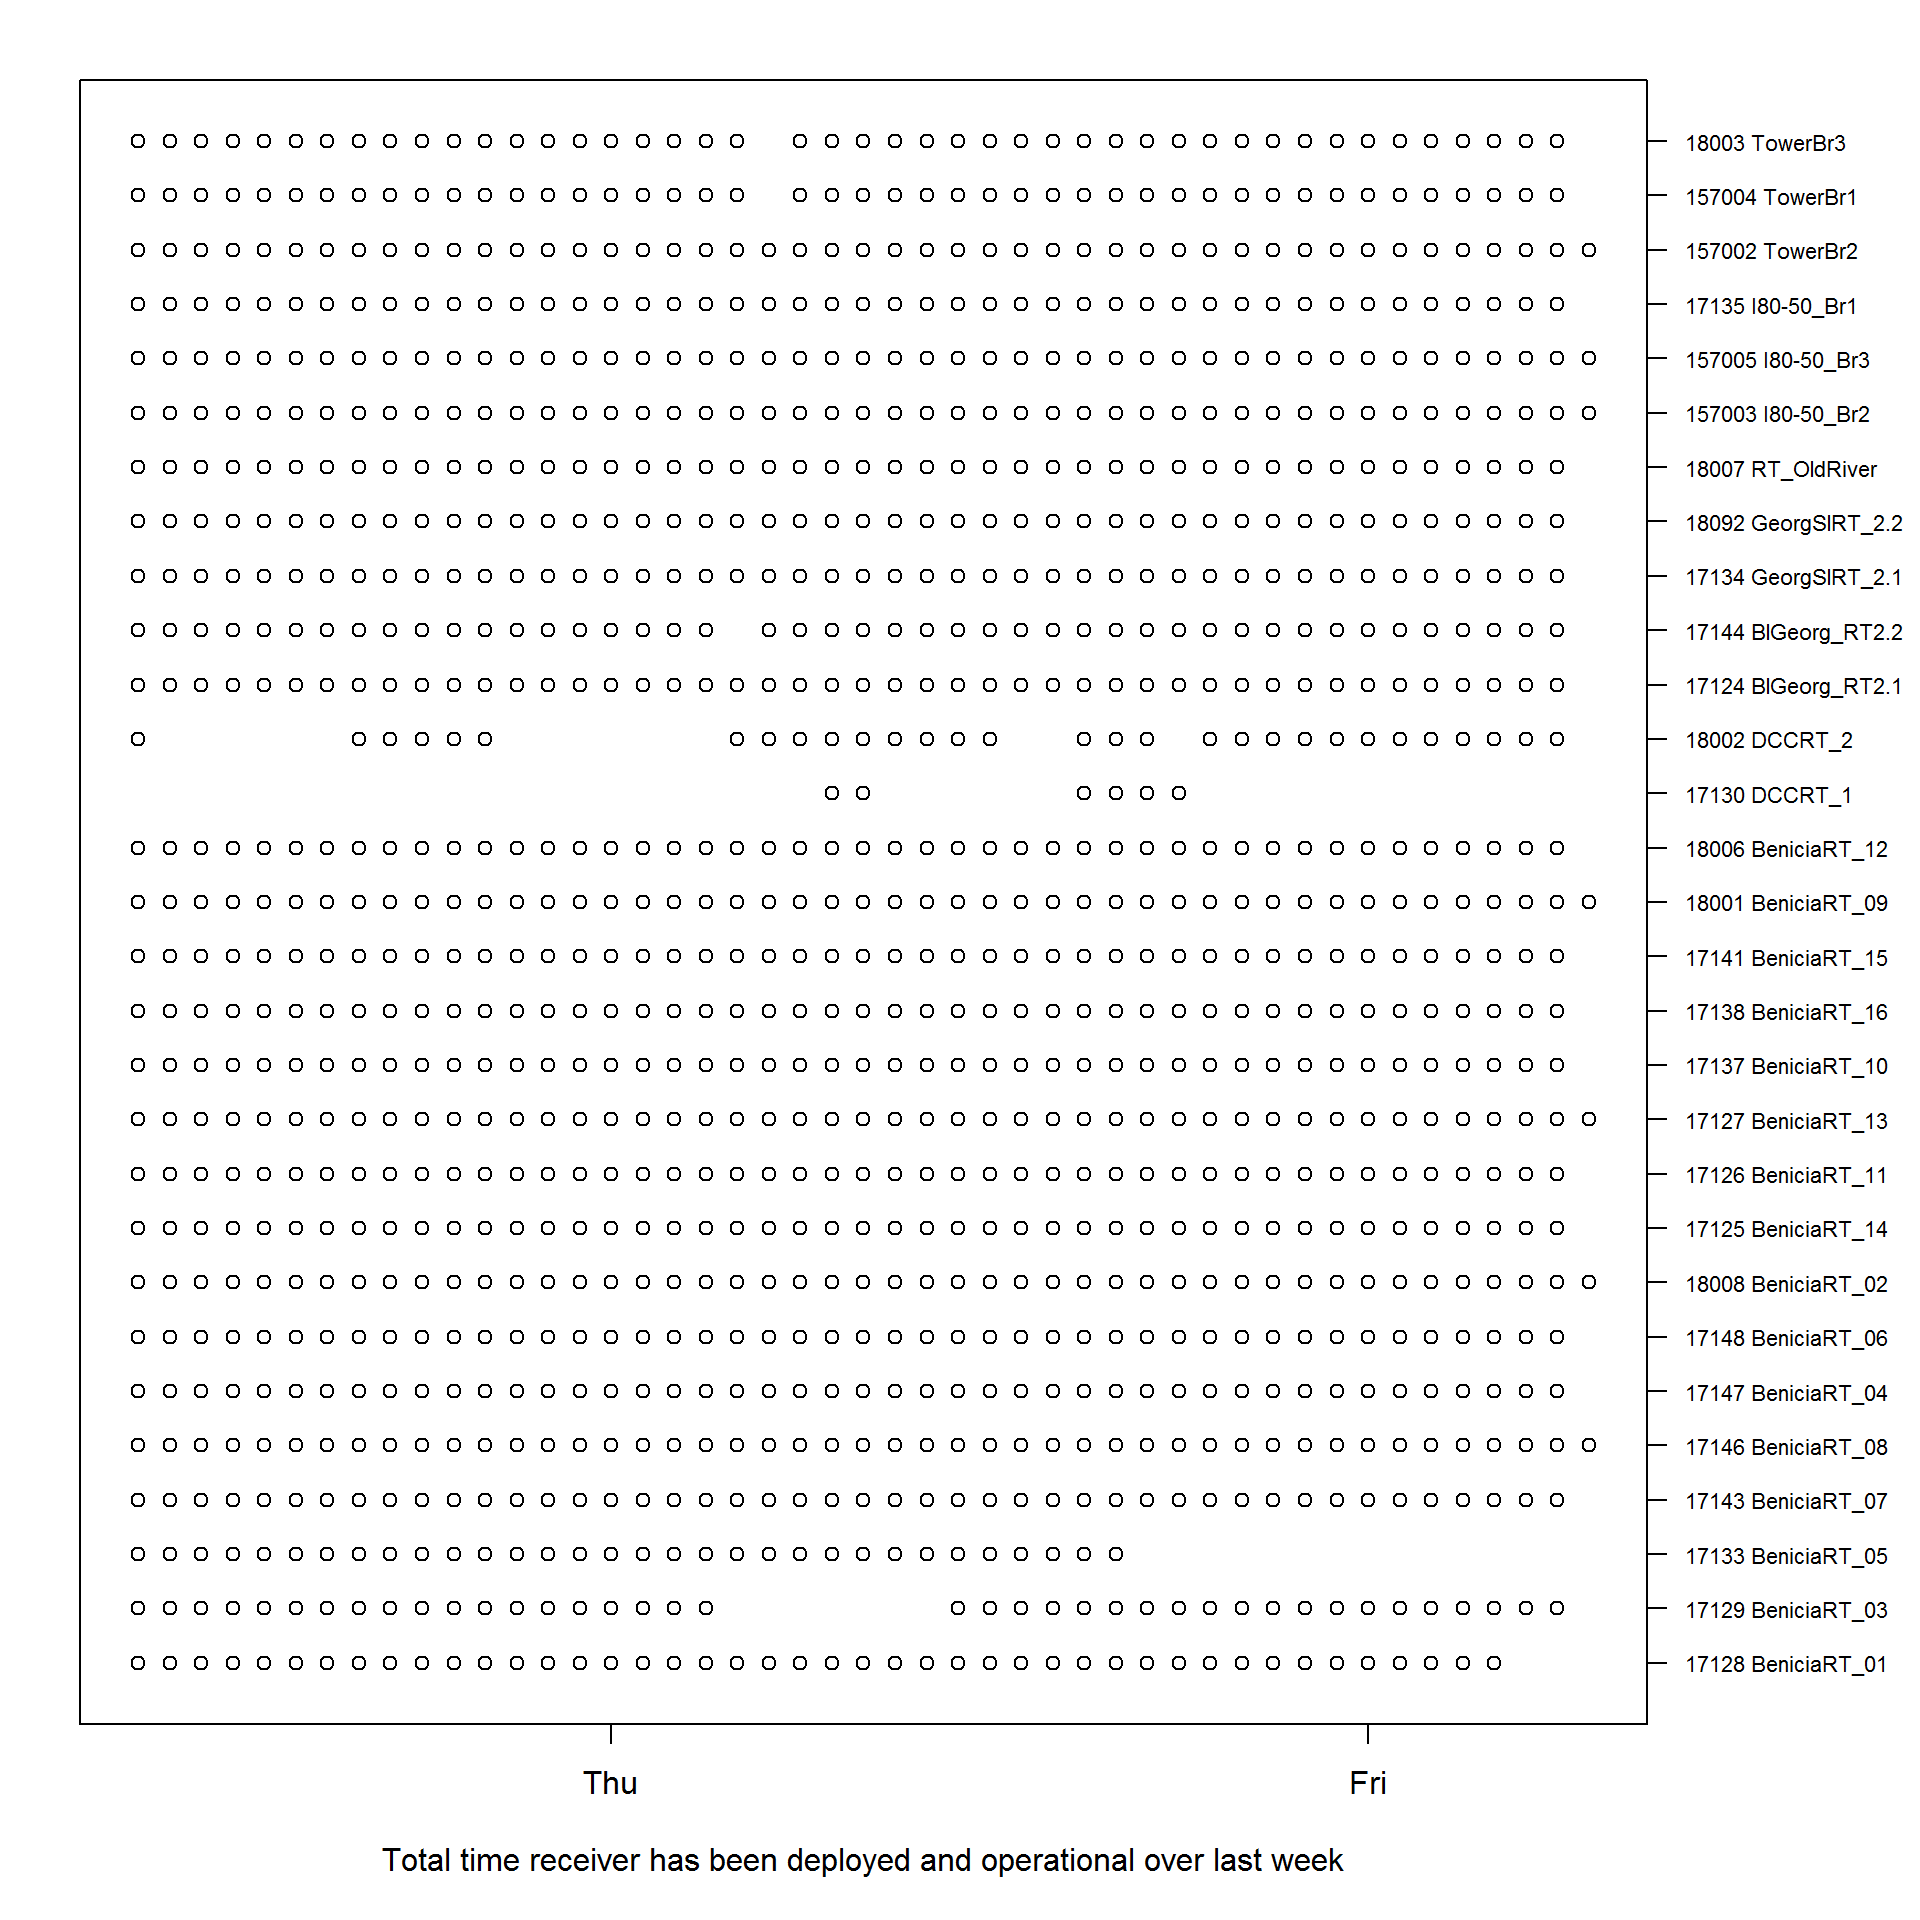 18003 TowerBr3
157004 TowerBr1
157002 TowerBr2
17135 I80-50_Br1
157005 I80-50_Br3
157003 I80-50_Br2
18007 RT_OldRiver
18092 GeorgSlRT_2.2
17134 GeorgSlRT_2.1
17144 BlGeorg_RT2.2
17124 BlGeorg_RT2.1
18002 DCCRT_2
17130 DCCRT_1
18006 BeniciaRT_12
18001 BeniciaRT_09
17141 BeniciaRT_15
17138 BeniciaRT_16
17137 BeniciaRT_10
17127 BeniciaRT_13
17126 BeniciaRT_11
17125 BeniciaRT_14
18008 BeniciaRT_02
17148 BeniciaRT_06
17147 BeniciaRT_04
17146 BeniciaRT_08
17143 BeniciaRT_07
17133 BeniciaRT_05
17129 BeniciaRT_03
17128 BeniciaRT_01
Thu Fri
Total time receiver has been deployed and operational over last week